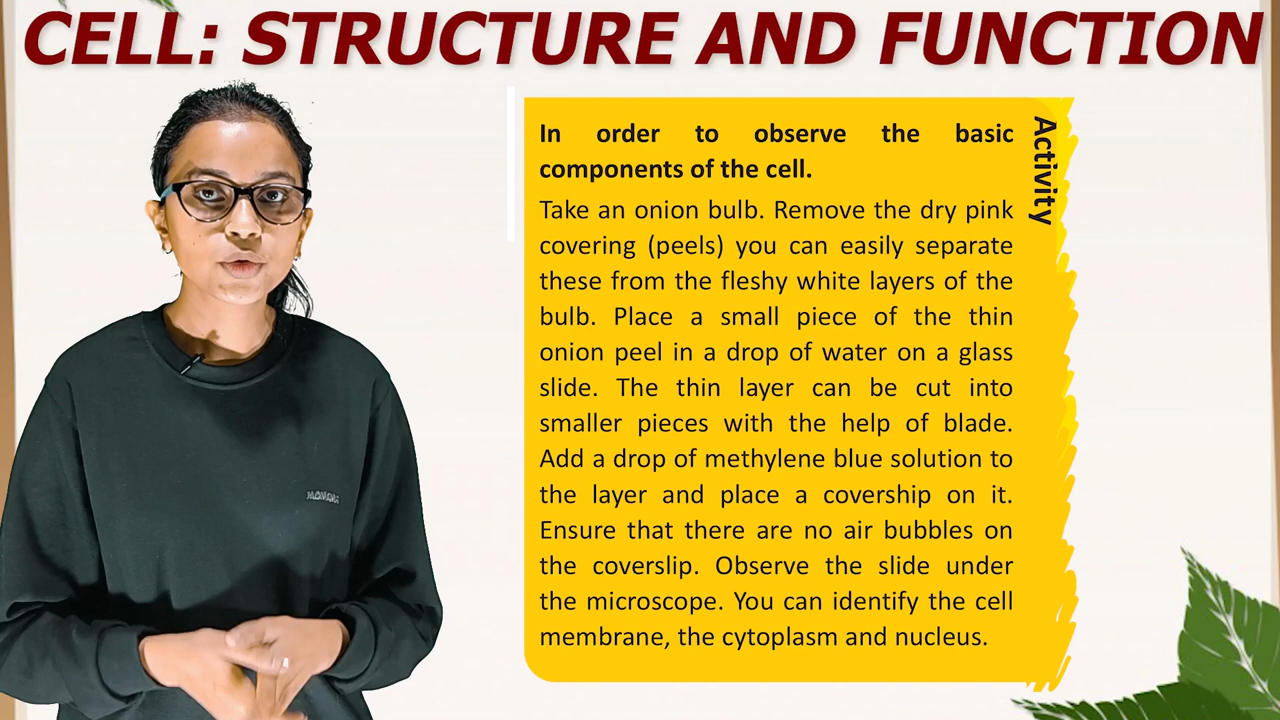 CELL: STRUCTURE AND FUNCTION
In order to observe the basic
components of the cell.
Take an onion bulb. Remove the dry pink
covering (peels) you can easily separate
these from the fleshy white layers of the
bulb. Place a small piece of the thin
onion peel in a drop of water on a glass
slide. The thin layer can be cut into
smaller pieces with the help of blade.
Add a drop of methylene blue solution to
the layer and place a covership on it.
Ensure that there are no air bubbles on
the coverslip. Observe the slide under
the microscope. You can identify the cell
membrane, the cytoplasm and nucleus.
Activity